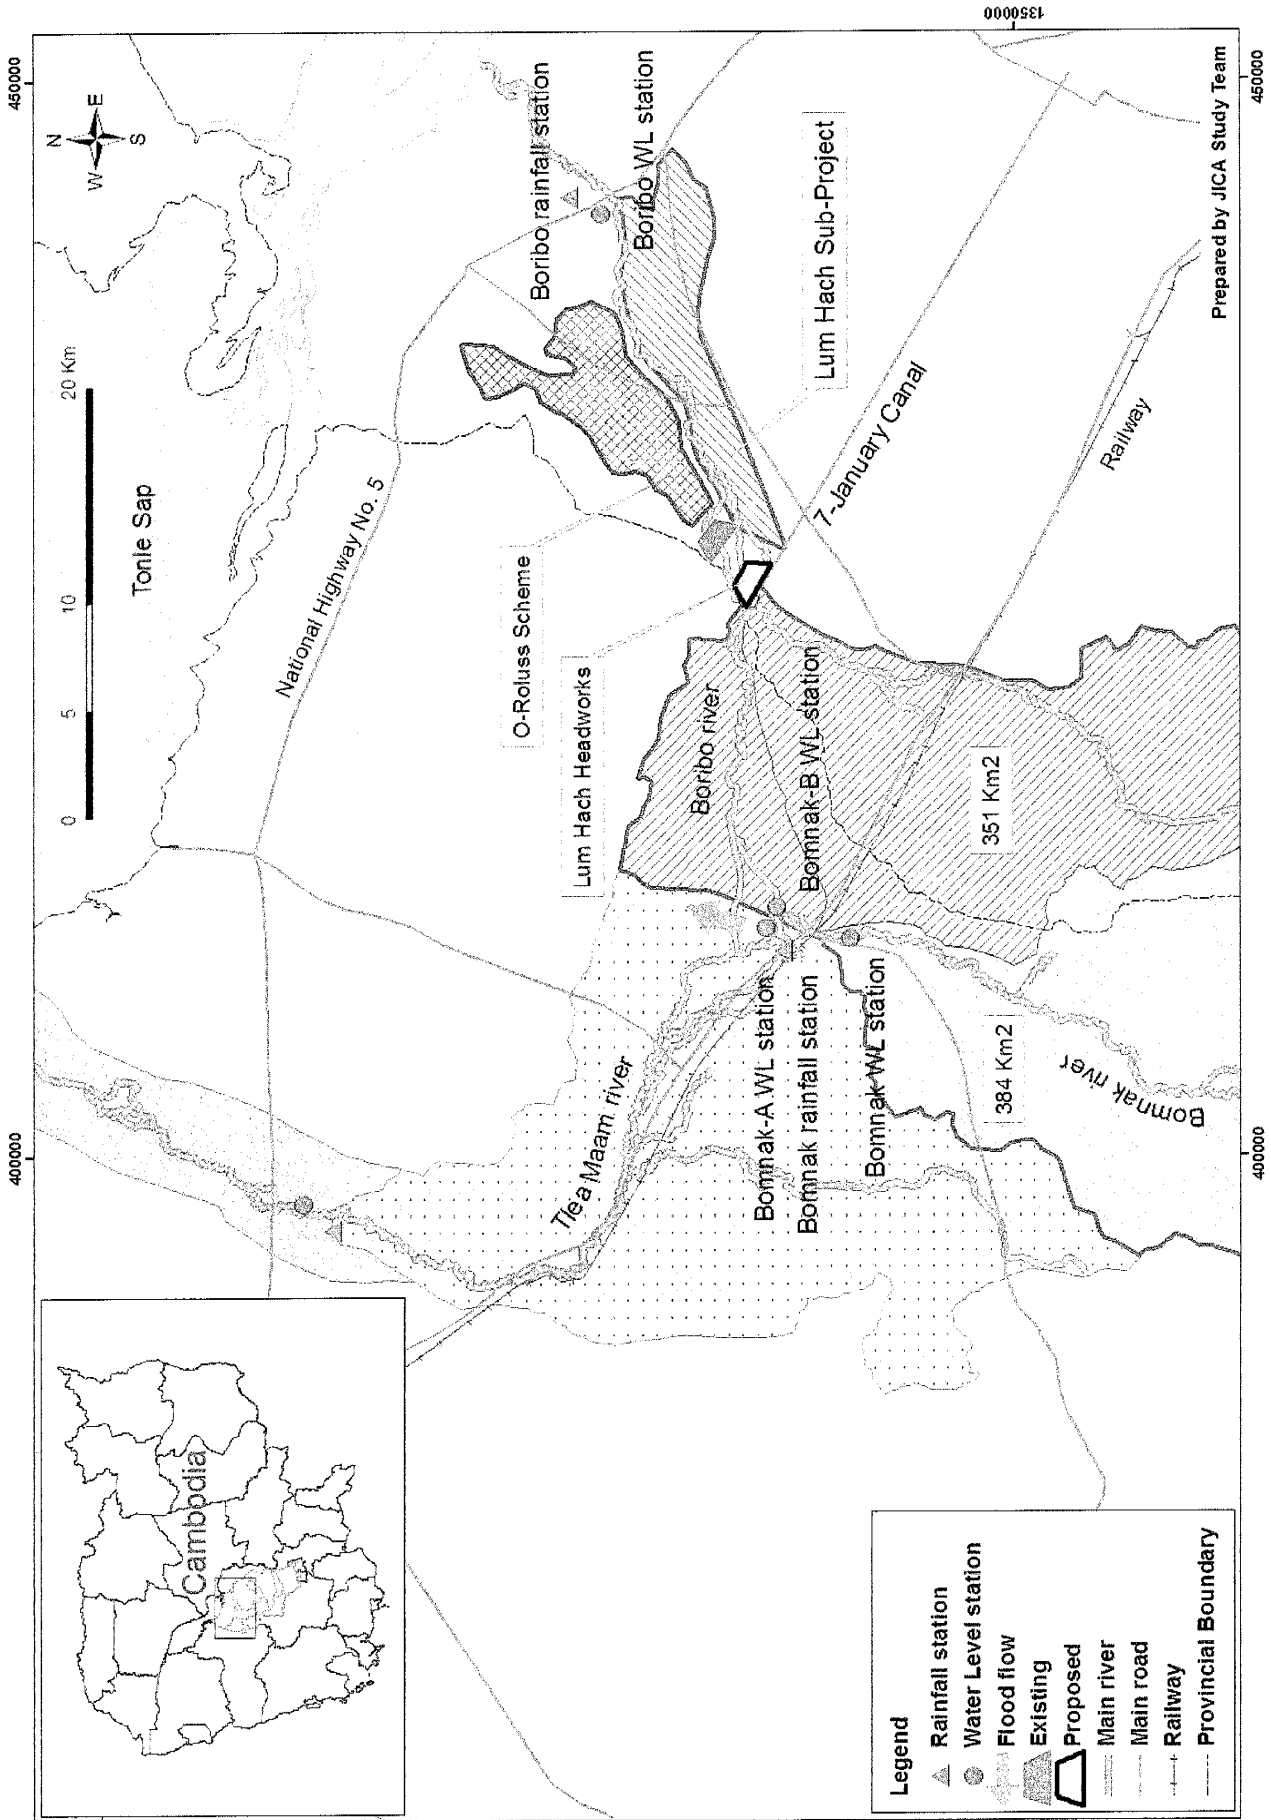 450000
400000
1350000
450000
400000
N
W
E
S
0
5
10
20 Km
Tonle Sap
National Highway No. 5
Boribo rainfall station
Boribo WL station
O-Roluss Scheme
Lum Hach Headworks
Lum Hach Sub-Project
Boribo river
7-January Canal
Railway
Bomnak-B WL station
351 Km2
Tlea Maam river
Bomnak-A WL station
Bomnak rainfall station
Bomnak WL station
384 Km2
Bomnak river
Cambodia
Legend
Rainfall station
Water Level station
Flood flow
Existing
Proposed
Main river
Main road
Railway
Provincial Boundary
Prepared by JICA Study Team